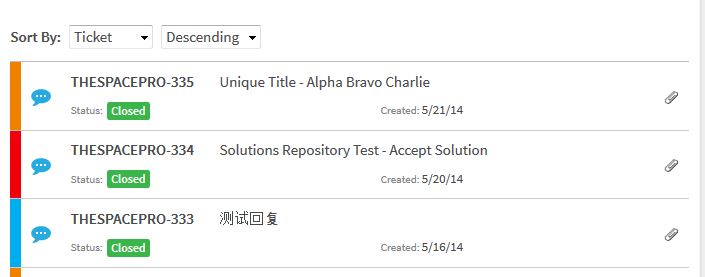 Sort By: Ticket Descending
THESPACEPRO-335 Unique Title - Alpha Bravo Charlie
Status: Closed Created: 5/21/14
THESPACEPRO-334 Solutions Repository Test - Accept Solution
Status: Closed Created: 5/20/14
THESPACEPRO-333 测试回复
Status: Closed Created: 5/16/14